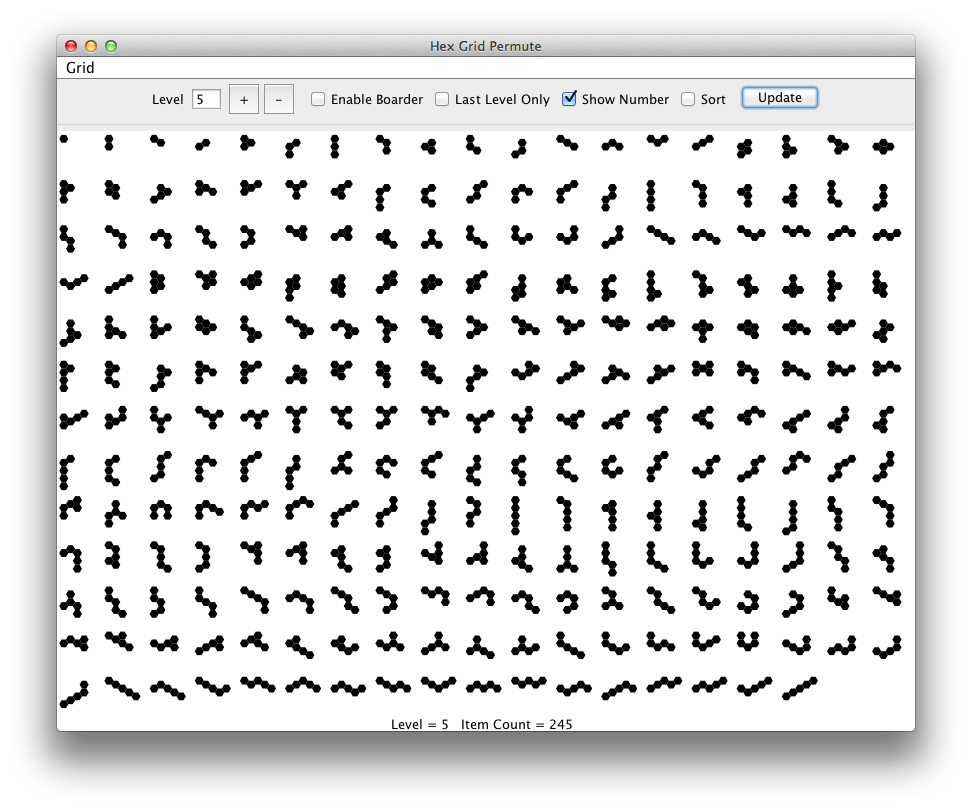 Hex Grid Permute
Grid
Level 5 + - Enable Boarder Last Level Only Show Number Sort Update
Level = 5 Item Count = 245